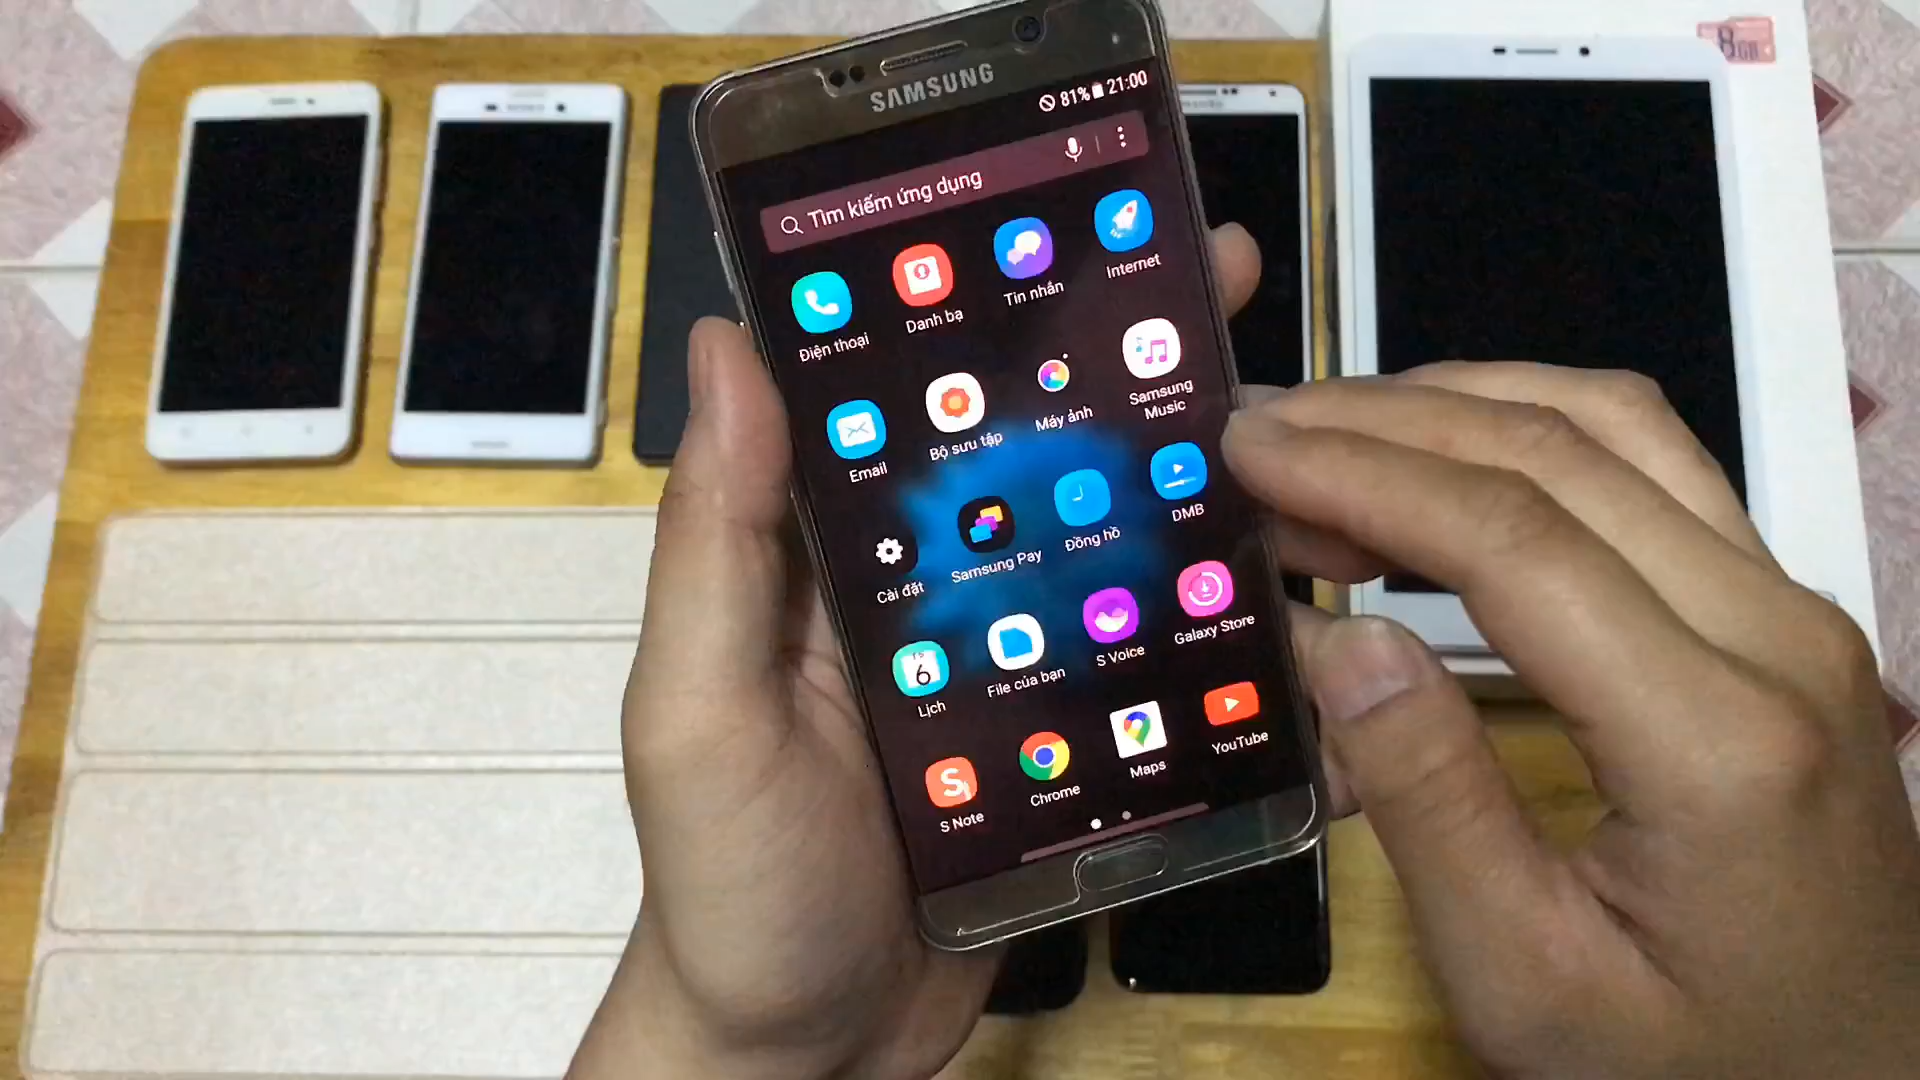 8GB
SAMSUNG
81% 21:00
Tìm kiếm ứng dụng
Điện thoại
Danh bạ
Tin nhắn
Internet
Email
Bộ sưu tập
Máy ảnh
Samsung Music
Cài đặt
Samsung Pay
Đồng hồ
DMB
6
Lịch
File của bạn
S Voice
Galaxy Store
S Note
Chrome
Maps
YouTube